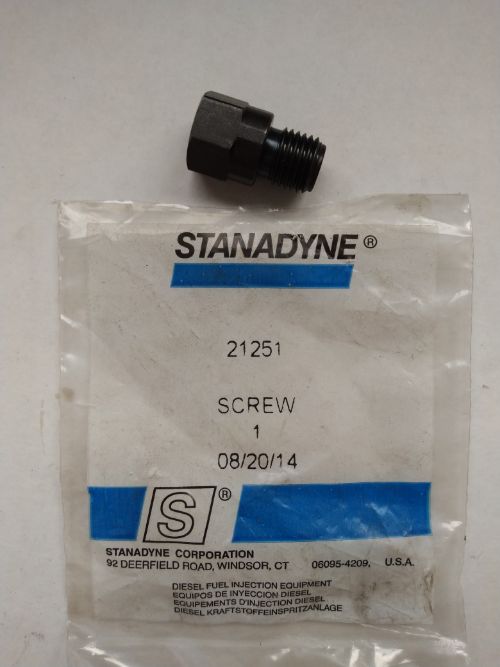 STANADYNE®
21251
SCREW
1
08/20/14
S®
STANADYNE CORPORATION
92 DEERFIELD ROAD, WINDSOR, CT 06095-4209, U.S.A.
DIESEL FUEL INJECTION EQUIPMENT
EQUIPOS DE INYECCION DIESEL
EQUIPEMENTS D'INJECTION DIESEL
DIESEL KRAFTSTOFFEINSPRITZANLAGE